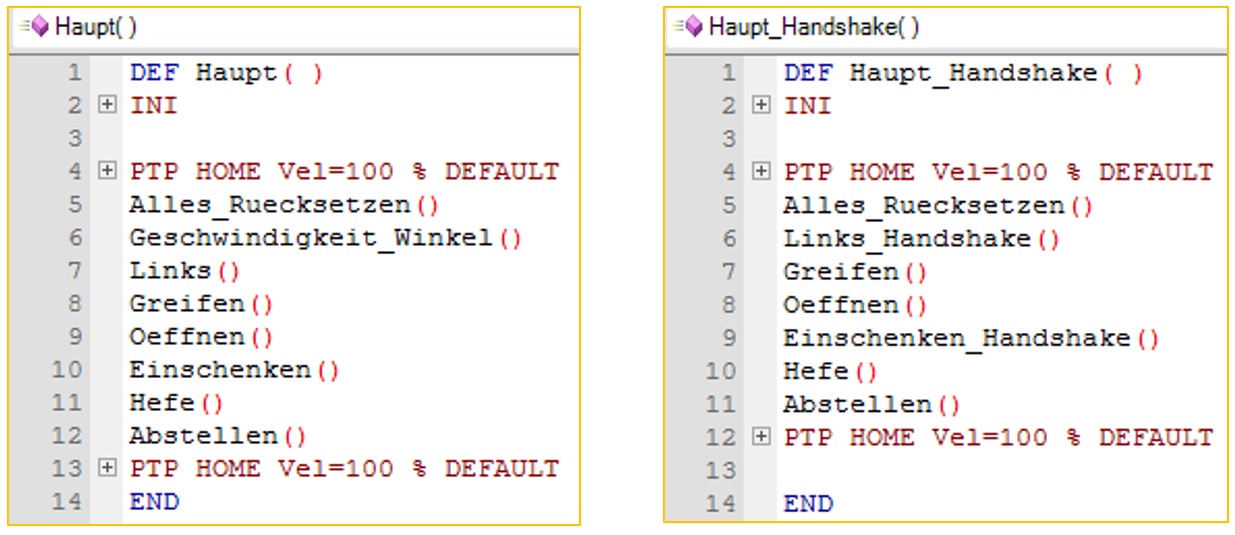 Haupt( )
1 DEF Haupt( )
2 INI
3
4 PTP HOME Vel=100 % DEFAULT
5 Alles_Ruecksetzen()
6 Geschwindigkeit_Winkel()
7 Links()
8 Greifen()
9 Oeffnen()
10 Einschenken()
11 Hefe()
12 Abstellen()
13 PTP HOME Vel=100 % DEFAULT
14 END
Haupt_Handshake( )
1 DEF Haupt_Handshake( )
2 INI
3
4 PTP HOME Vel=100 % DEFAULT
5 Alles_Ruecksetzen()
6 Links_Handshake()
7 Greifen()
8 Oeffnen()
9 Einschenken_Handshake()
10 Hefe()
11 Abstellen()
12 PTP HOME Vel=100 % DEFAULT
13
14 END